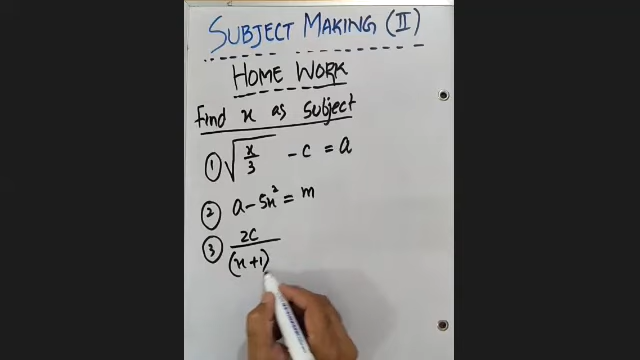 SUBJECT MAKING (II)
HOME WORK
Find x as Subject
① √(x/3) - c = a
② a - 5x² = m
③ 2c/(x+1)